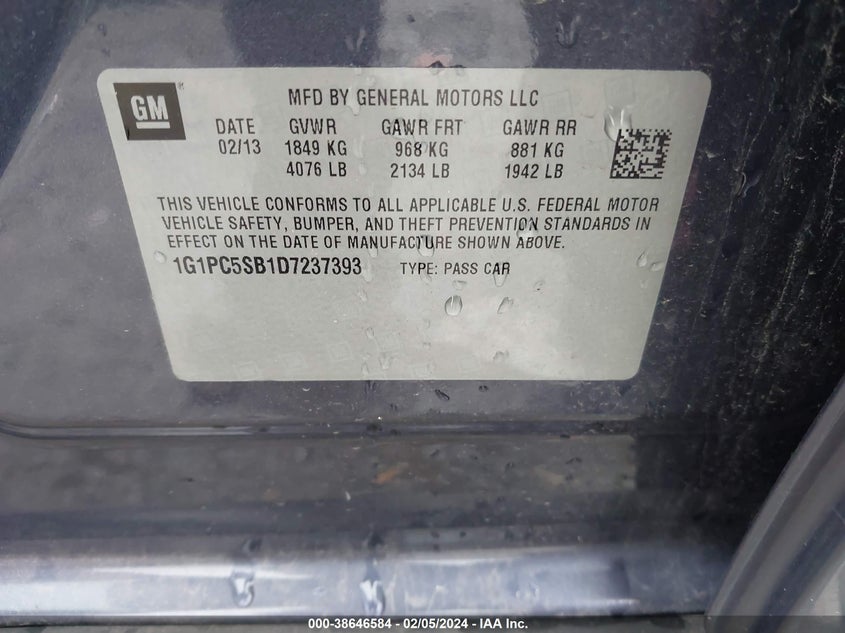 GM
MFD BY GENERAL MOTORS LLC
DATE GVWR GAWR FRT GAWR RR
02/13 1849 KG 968 KG 881 KG
4076 LB 2134 LB 1942 LB
THIS VEHICLE CONFORMS TO ALL APPLICABLE U.S. FEDERAL MOTOR
VEHICLE SAFETY, BUMPER, AND THEFT PREVENTION STANDARDS IN
EFFECT ON THE DATE OF MANUFACTURE SHOWN ABOVE.
1G1PC5SB1D7237393 TYPE: PASS CAR
000-38646584 - 02/05/2024 - IAA Inc.